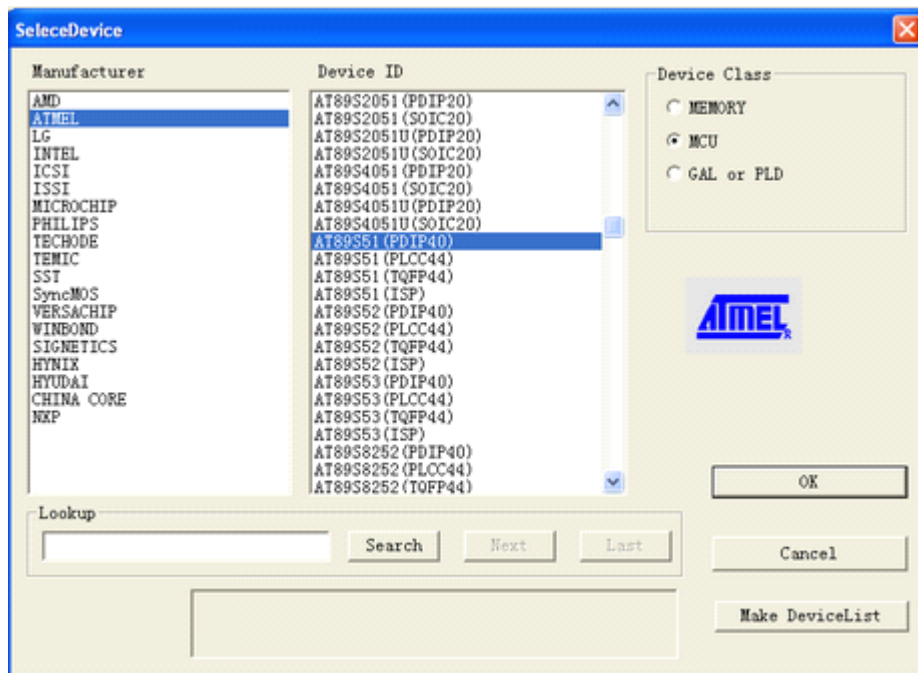 SeleceDevice
Manufacturer
AMD
ATMEL
LG
INTEL
ICSI
ISSI
MICROCHIP
PHILIPS
TECHODE
TEMIC
SST
SyncMOS
VERSACHIP
WINBOND
SIGNETICS
HYNIX
HYUDAI
CHINA CORE
NXP
Device ID
AT89S2051(PDIP20)
AT89S2051(SOIC20)
AT89S2051U(PDIP20)
AT89S2051U(SOIC20)
AT89S4051(PDIP20)
AT89S4051(SOIC20)
AT89S4051U(PDIP20)
AT89S4051U(SOIC20)
AT89S51(PDIP40)
AT89S51(PLCC44)
AT89S51(TQFP44)
AT89S51(ISP)
AT89S52(PDIP40)
AT89S52(PLCC44)
AT89S52(TQFP44)
AT89S52(ISP)
AT89S53(PDIP40)
AT89S53(PLCC44)
AT89S53(TQFP44)
AT89S53(ISP)
AT89S8252(PDIP40)
AT89S8252(PLCC44)
AT89S8252(TQFP44)
Device Class
MEMORY
MCU
GAL or PLD
ATMEL R
OK
Lookup
Search
Next
Last
Cancel
Make DeviceList